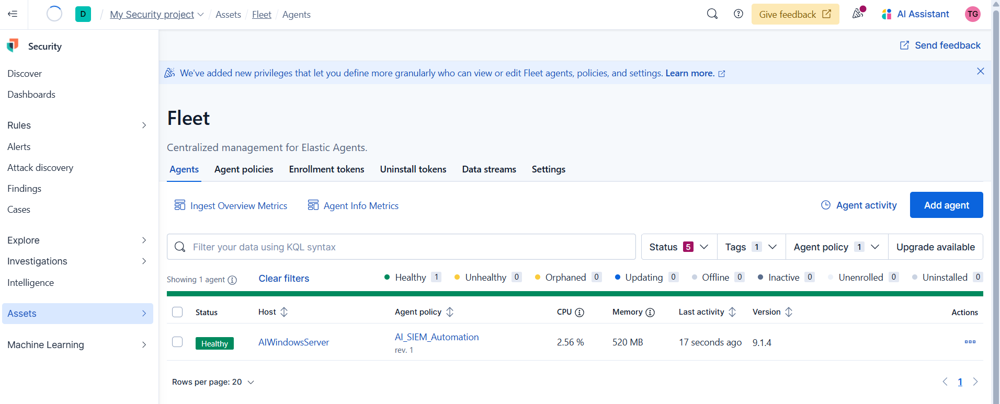 D / My Security project / Assets / Fleet / Agents
Give feedback
AI Assistant
TG
Security
Discover
Dashboards
Rules
Alerts
Attack discovery
Findings
Cases
Explore
Investigations
Intelligence
Assets
Machine Learning
Send feedback
We've added new privileges that let you define more granularly who can view or edit Fleet agents, policies, and settings. Learn more.
Fleet
Centralized management for Elastic Agents.
Agents Agent policies Enrollment tokens Uninstall tokens Data streams Settings
Ingest Overview Metrics Agent Info Metrics Agent activity Add agent
Filter your data using KQL syntax Status 5 Tags 1 Agent policy 1 Upgrade available
Showing 1 agent Clear filters Healthy 1 Unhealthy 0 Orphaned 0 Updating 0 Offline 0 Inactive 0 Unenrolled 0 Uninstalled 0
Status Host Agent policy CPU Memory Last activity Version Actions
Healthy AIWindowsServer AI_SIEM_Automation 2.56 % 520 MB 17 seconds ago 9.1.4
rev. 1
Rows per page: 20
1